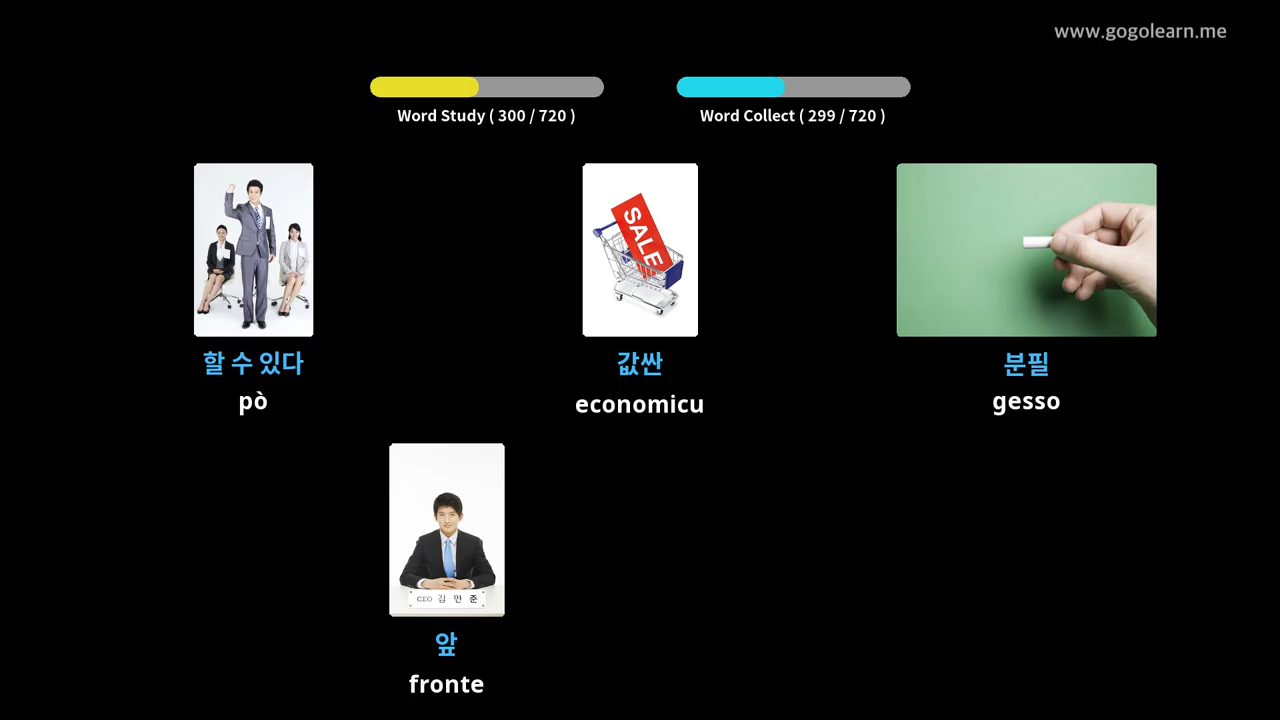 www.gogolearn.me
Word Study ( 300 / 720 )
Word Collect ( 299 / 720 )
SALE
할 수 있다
pò
값싼
economicu
분필
gesso
CEO 김 민 준
앞
fronte